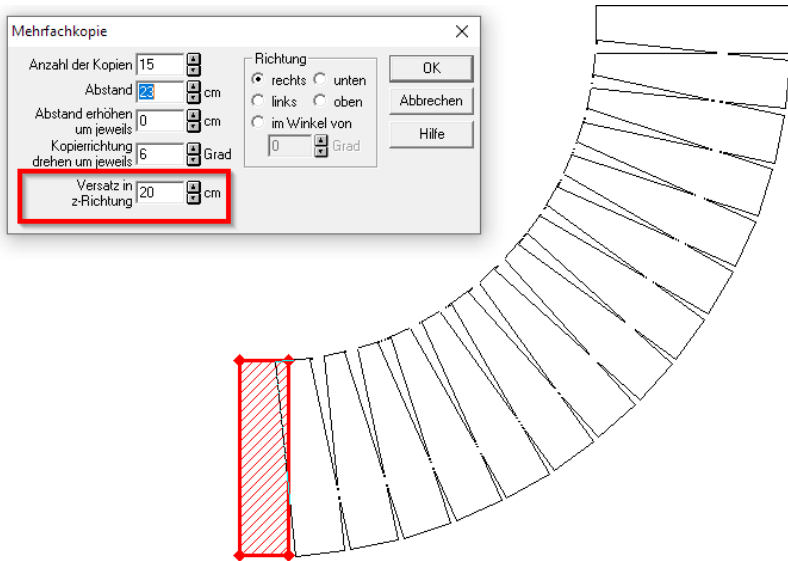 Mehrfachkopie
Anzahl der Kopien 15
Abstand 23 cm
Abstand erhöhen
um jeweils 0 cm
Kopierrichtung
drehen um jeweils 6 Grad
Versatz in
z-Richtung 20 cm
Richtung
rechts unten
links oben
im Winkel von
0 Grad
OK
Abbrechen
Hilfe